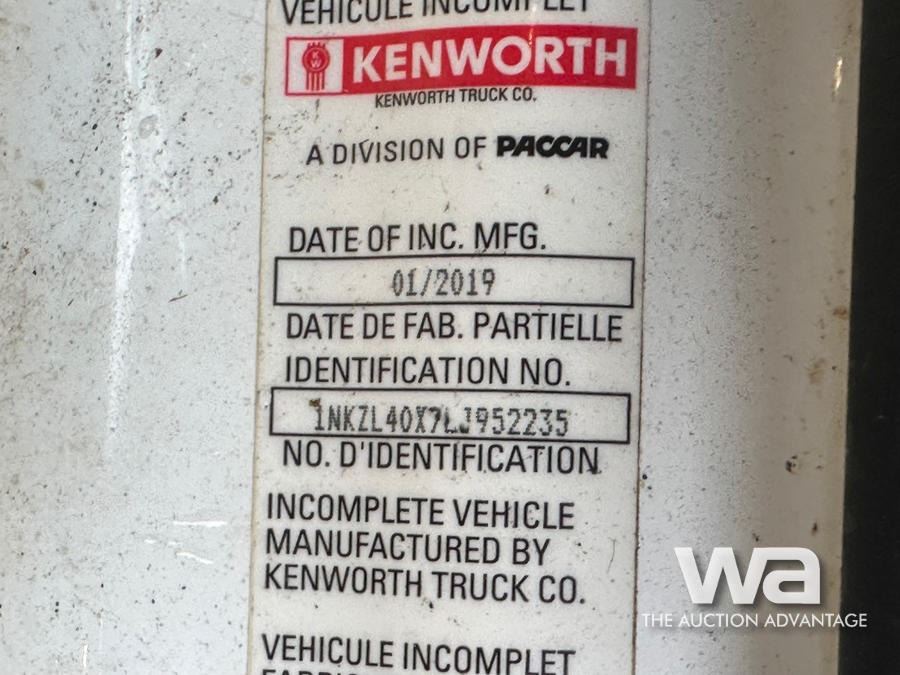 VEHICULE INCOMPLET
KW KENWORTH
KENWORTH TRUCK CO.
A DIVISION OF PACCAR
DATE OF INC. MFG.
01/2019
DATE DE FAB. PARTIELLE
IDENTIFICATION NO.
1NKZL40X7LJ952235
NO. D'IDENTIFICATION
INCOMPLETE VEHICLE
MANUFACTURED BY
KENWORTH TRUCK CO.
VEHICULE INCOMPLET
wa
THE AUCTION ADVANTAGE